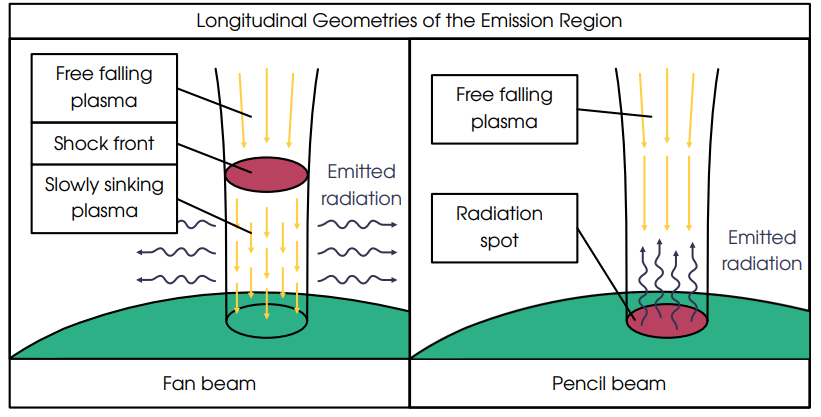 Longitudinal Geometries of the Emission Region
Free falling
plasma
Shock front
Slowly sinking
plasma
Emitted
radiation
Fan beam
Free falling
plasma
Radiation
spot
Emitted
radiation
Pencil beam